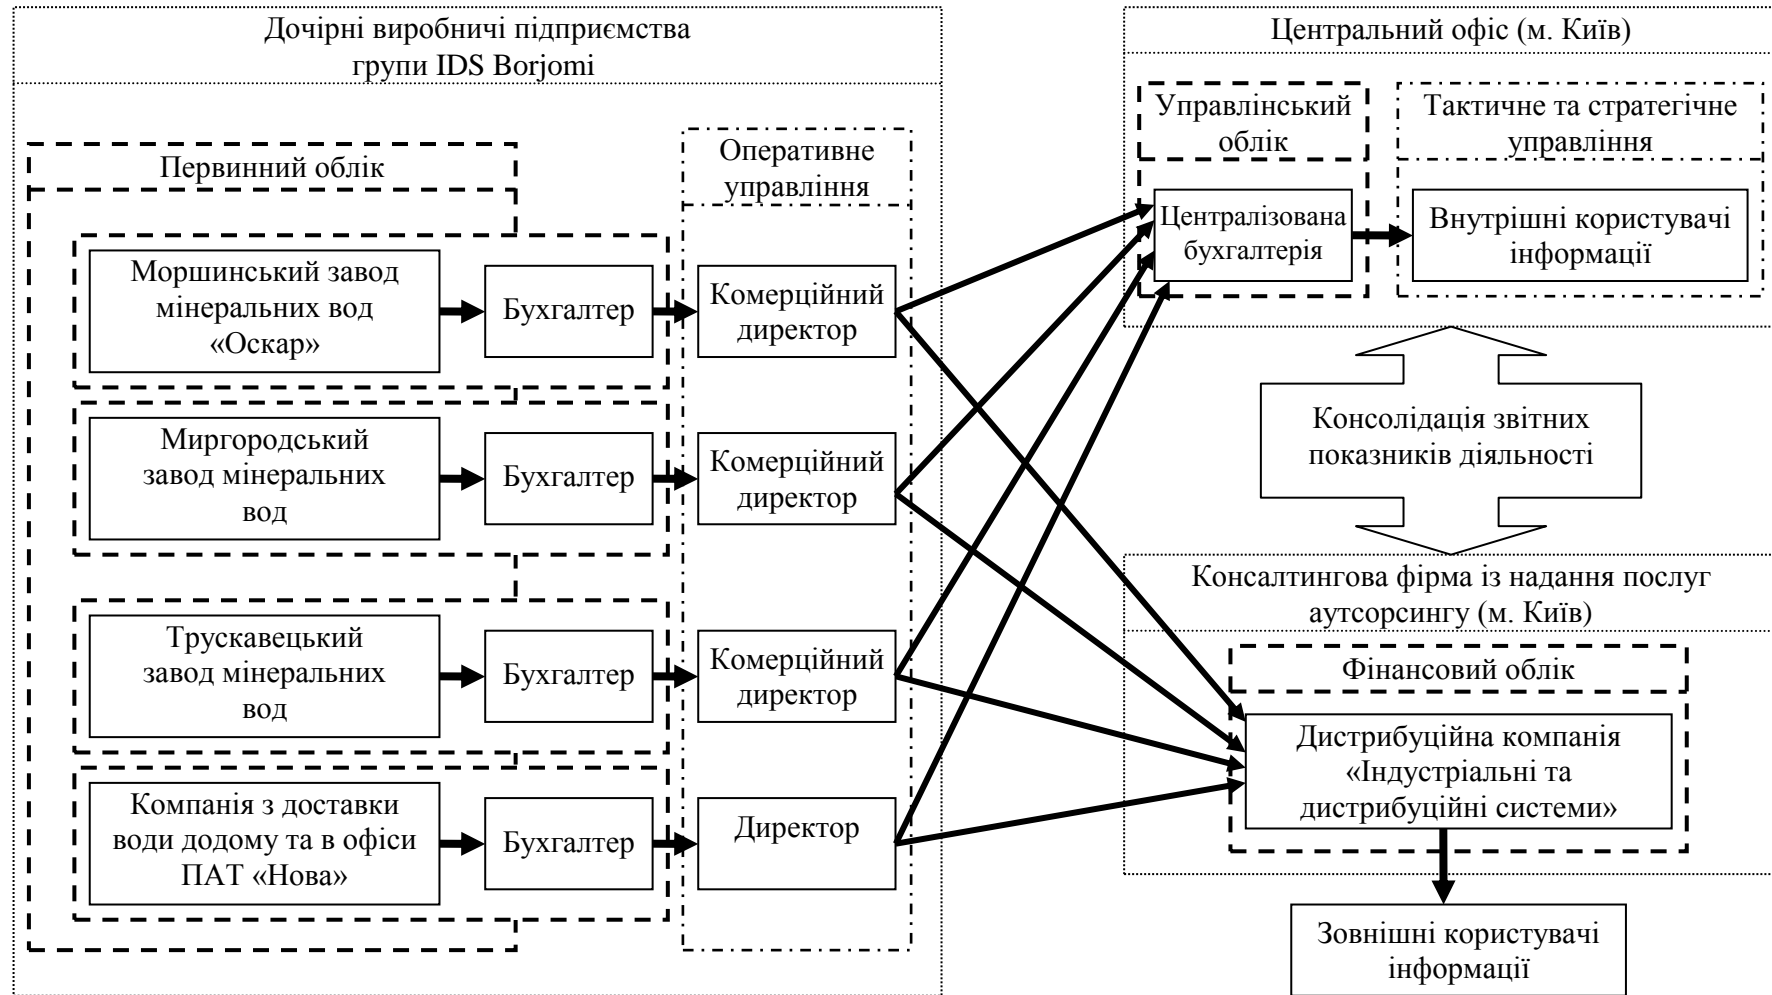 Дочірні виробничі підприємства
групи IDS Borjomi
Первинний облік
Оперативне
управління
Моршинський завод
мінеральних вод
«Оскар»
Бухгалтер
Комерційний
директор
Миргородський
завод мінеральних
вод
Бухгалтер
Комерційний
директор
Трускавецький
завод мінеральних
вод
Бухгалтер
Комерційний
директор
Компанія з доставки
води додому та в офіси
ПАТ «Нова»
Бухгалтер
Директор
Центральний офіс (м. Київ)
Управлінський
облік
Тактичне та стратегічне
управління
Централізована
бухгалтерія
Внутрішні користувачі
інформації
Консолідація звітних
показників діяльності
Консалтингова фірма із надання послуг
аутсорсингу (м. Київ)
Фінансовий облік
Дистрибуційна компанія
«Індустріальні та
дистрибуційні системи»
Зовнішні користувачі
інформації